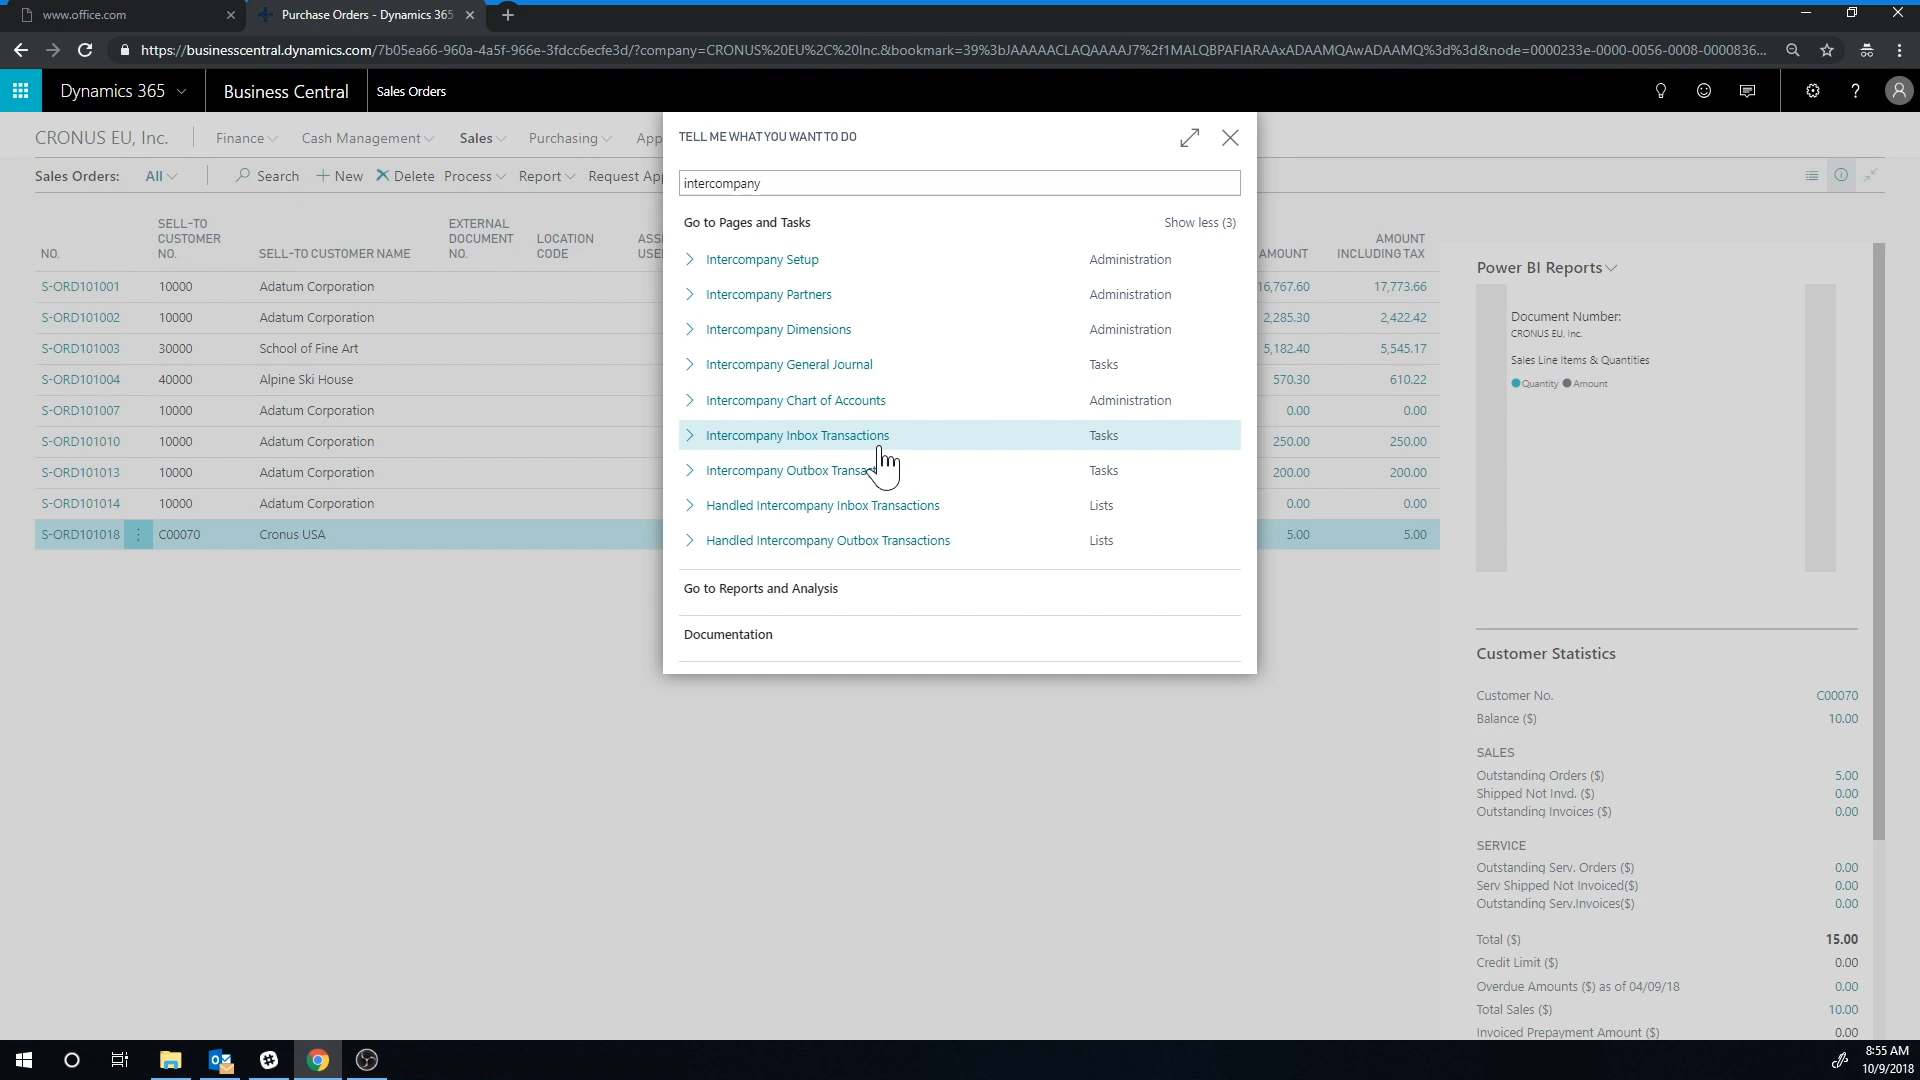 www.office.com
Purchase Orders - Dynamics 365
https://businesscentral.dynamics.com/7b05ea66-960a-4a5f-966e-3fdcc6ecfe3d/?company=CRONUS%20EU%2C%20Inc.&bookmark=39%3bJAAAAACLAQAAAAJ7%2f1MALQBPAFIARAAxADAAMQAwADAAMQ%3d%3d&node=0000233e-0000-0056-0008-0000836...
Dynamics 365
Business Central
Sales Orders
CRONUS EU, Inc.
Finance
Cash Management
Sales
Purchasing
App
Sales Orders:
All
Search
New
Delete
Process
Report
Request Ap
NO.
SELL-TO
CUSTOMER
NO.
SELL-TO CUSTOMER NAME
EXTERNAL
DOCUMENT
NO.
LOCATION
CODE
ASSI
USER
AMOUNT
AMOUNT
INCLUDING TAX
S-ORD101001 10000 Adatum Corporation 16,767.60 17,773.66
S-ORD101002 10000 Adatum Corporation 2,285.30 2,422.42
S-ORD101003 30000 School of Fine Art 5,182.40 5,545.17
S-ORD101004 40000 Alpine Ski House 570.30 610.22
S-ORD101007 10000 Adatum Corporation 0.00 0.00
S-ORD101010 10000 Adatum Corporation 250.00 250.00
S-ORD101013 10000 Adatum Corporation 200.00 200.00
S-ORD101014 10000 Adatum Corporation 0.00 0.00
S-ORD101018 C00070 Cronus USA 5.00 5.00
TELL ME WHAT YOU WANT TO DO
intercompany
Go to Pages and Tasks Show less (3)
Intercompany Setup Administration
Intercompany Partners Administration
Intercompany Dimensions Administration
Intercompany General Journal Tasks
Intercompany Chart of Accounts Administration
Intercompany Inbox Transactions Tasks
Intercompany Outbox Transact Tasks
Handled Intercompany Inbox Transactions Lists
Handled Intercompany Outbox Transactions Lists
Go to Reports and Analysis
Documentation
Power BI Reports
Document Number:
CRONUS EU, Inc.
Sales Line Items & Quantities
Quantity Amount
Customer Statistics
Customer No. C00070
Balance ($) 10.00
SALES
Outstanding Orders ($) 5.00
Shipped Not Invd. ($) 0.00
Outstanding Invoices ($) 0.00
SERVICE
Outstanding Serv. Orders ($) 0.00
Serv Shipped Not Invoiced($) 0.00
Outstanding Serv.Invoices($) 0.00
Total ($) 15.00
Credit Limit ($) 0.00
Overdue Amounts ($) as of 04/09/18 0.00
Total Sales ($) 10.00
Invoiced Prepayment Amount ($) 0.00
8:55 AM
10/9/2018